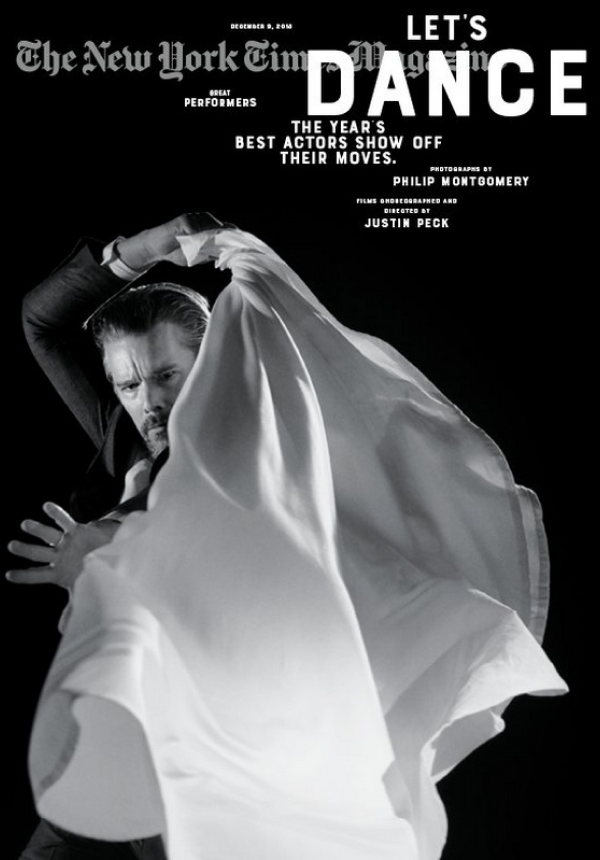 DECEMBER 9, 2018
LET'S
The New York Times Magazine
DANCE
GREAT
PERFORMERS
THE YEAR'S
BEST ACTORS SHOW OFF
THEIR MOVES.
PHOTOGRAPHS BY
PHILIP MONTGOMERY
FILMS CHOREOGRAPHED AND
DIRECTED BY
JUSTIN PECK